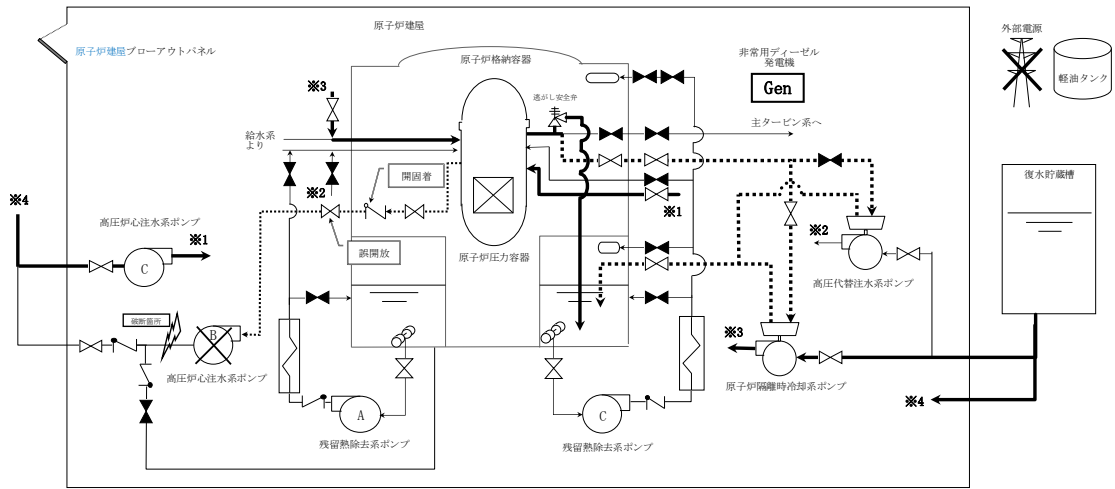 原子炉建屋
外部電源
原子炉建屋ブローアウトパネル
原子炉格納容器
非常用ディーゼル
発電機
Gen
軽油タンク
※3
逃がし安全弁
主タービン系へ
給水系
より
開固着
復水貯蔵槽
※4
※2
※1
高圧炉心注水系ポンプ
※1
※2
誤開放
原子炉圧力容器
C
高圧代替注水系ポンプ
破断箇所
B
※3
高圧炉心注水系ポンプ
原子炉隔離時冷却系ポンプ
※4
A
C
残留熱除去系ポンプ
残留熱除去系ポンプ